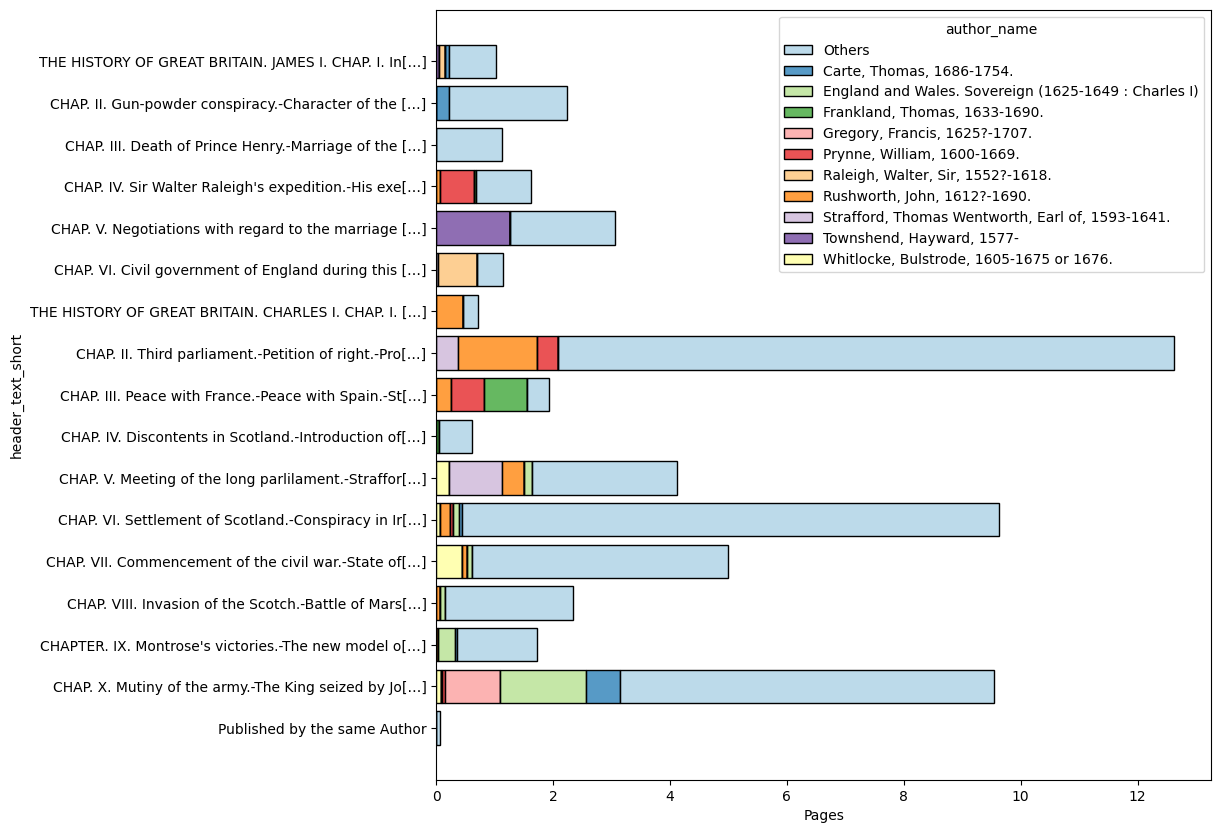 author_name
Others
Carte, Thomas, 1686-1754.
England and Wales. Sovereign (1625-1649 : Charles I)
Frankland, Thomas, 1633-1690.
Gregory, Francis, 1625?-1707.
Prynne, William, 1600-1669.
Raleigh, Walter, Sir, 1552?-1618.
Rushworth, John, 1612?-1690.
Strafford, Thomas Wentworth, Earl of, 1593-1641.
Townshend, Hayward, 1577-
Whitlocke, Bulstrode, 1605-1675 or 1676.
header_text_short
THE HISTORY OF GREAT BRITAIN. JAMES I. CHAP. I. In[...]
CHAP. II. Gun-powder conspiracy.-Character of the [...]
CHAP. III. Death of Prince Henry.-Marriage of the [...]
CHAP. IV. Sir Walter Raleigh's expedition.-His exe[...]
CHAP. V. Negotiations with regard to the marriage [...]
CHAP. VI. Civil government of England during this [...]
THE HISTORY OF GREAT BRITAIN. CHARLES I. CHAP. I. [...]
CHAP. II. Third parliament.-Petition of right.-Pro[...]
CHAP. III. Peace with France.-Peace with Spain.-St[...]
CHAP. IV. Discontents in Scotland.-Introduction of[...]
CHAP. V. Meeting of the long parlilament.-Straffor[...]
CHAP. VI. Settlement of Scotland.-Conspiracy in Ir[...]
CHAP. VII. Commencement of the civil war.-State of[...]
CHAP. VIII. Invasion of the Scotch.-Battle of Mars[...]
CHAPTER. IX. Montrose's victories.-The new model o[...]
CHAP. X. Mutiny of the army.-The King seized by Jo[...]
Published by the same Author
0 2 4 6 8 10 12
Pages